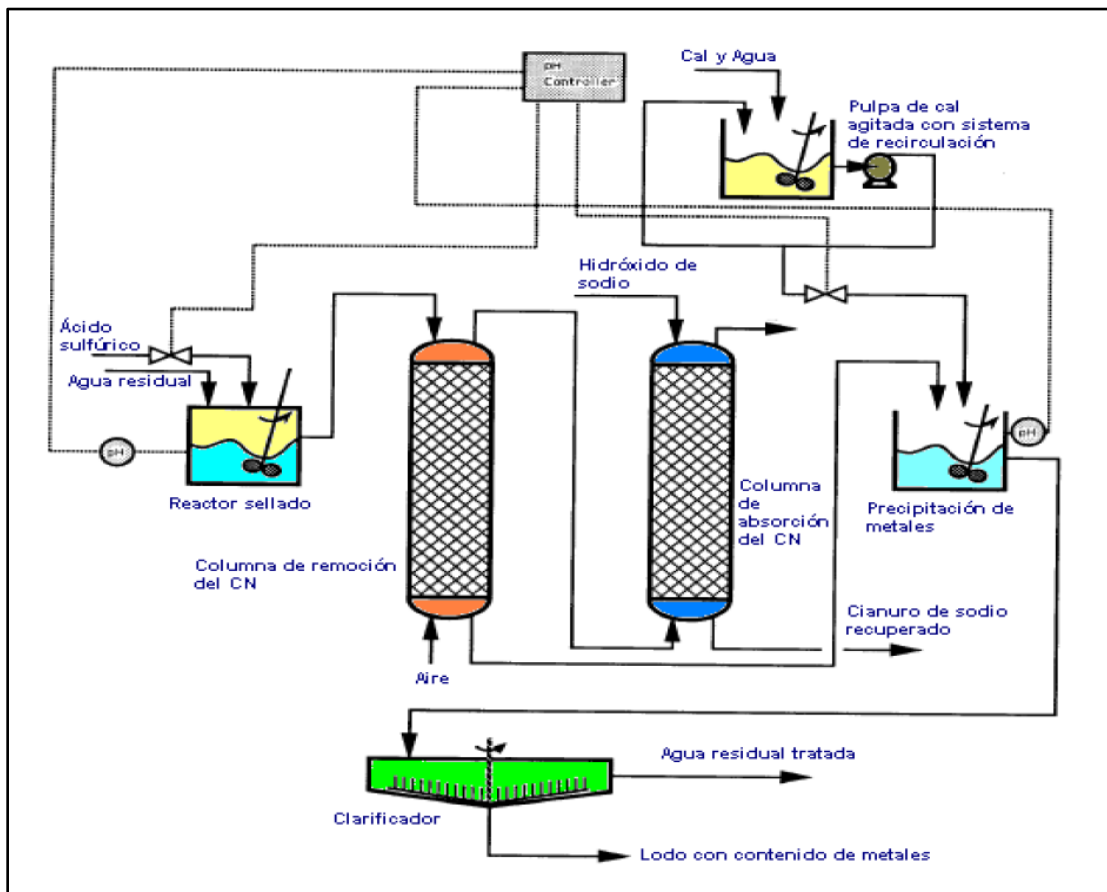 pH
Controller
Cal y Agua
Pulpa de cal
agitada con sistema
de recirculación
Hidróxido de
sodio
Ácido
sulfúrico
Agua residual
pH
pH
Reactor sellado
Columna de
absorción
del CN
Precipitación de
metales
Columna de remoción
del CN
Cianuro de sodio
recuperado
Aire
Agua residual tratada
Clarificador
Lodo con contenido de metales